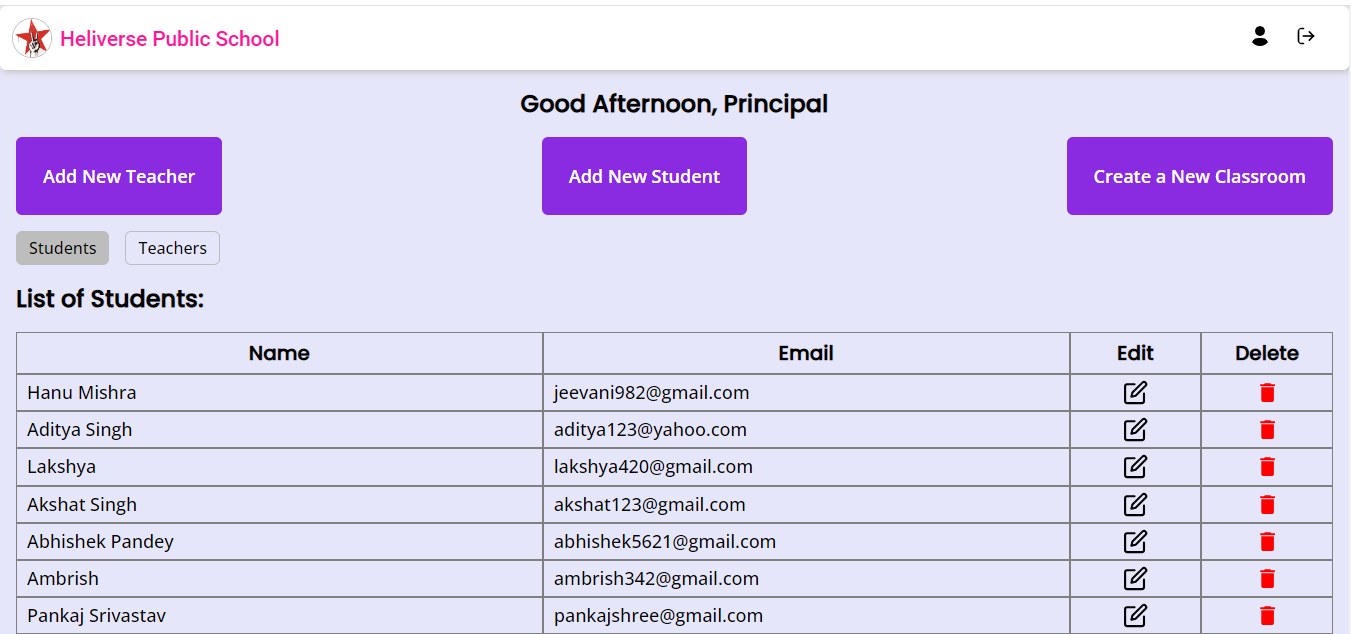 Heliverse Public School
Good Afternoon, Principal
Add New Teacher Add New Student Create a New Classroom
Students Teachers
List of Students:
Name Email Edit Delete
Hanu Mishra jeevani982@gmail.com
Aditya Singh aditya123@yahoo.com
Lakshya lakshya420@gmail.com
Akshat Singh akshat123@gmail.com
Abhishek Pandey abhishek5621@gmail.com
Ambrish ambrish342@gmail.com
Pankaj Srivastav pankajshree@gmail.com